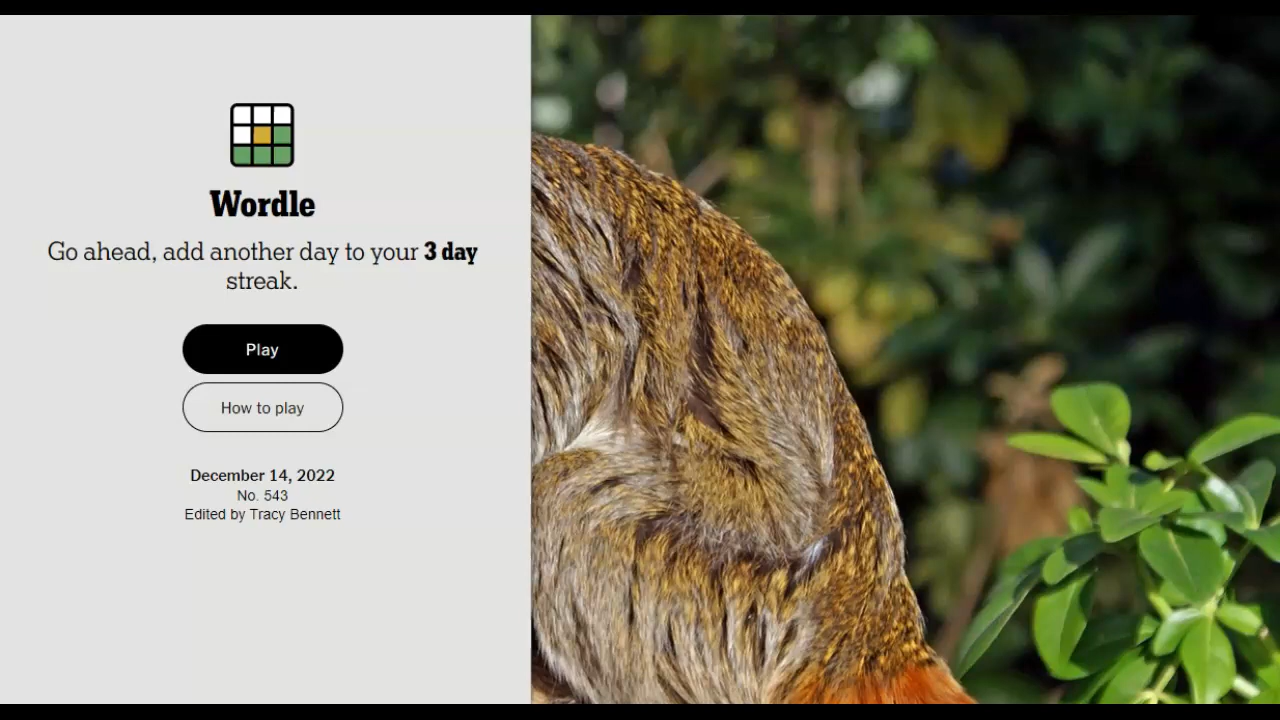 Wordle
Go ahead, add another day to your 3 day
streak.
Play
How to play
December 14, 2022
No. 543
Edited by Tracy Bennett